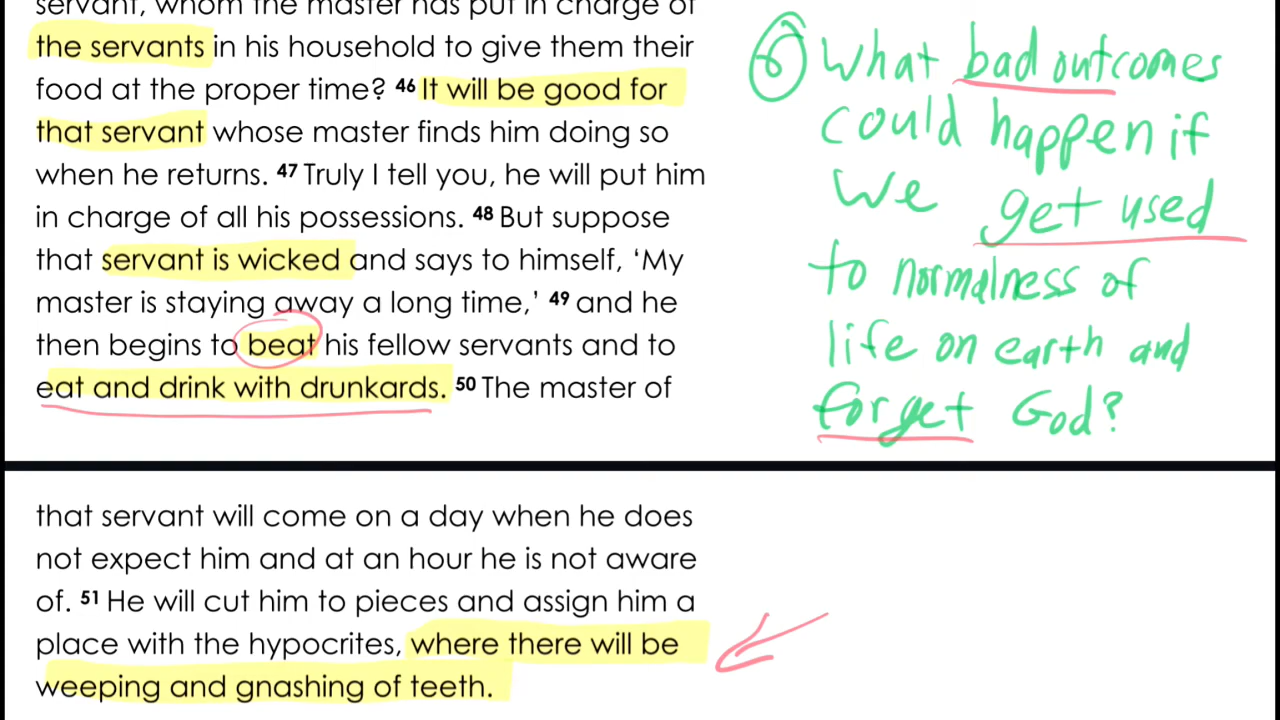 servant, whom the master has put in charge of
the servants in his household to give them their
food at the proper time? 46 It will be good for
that servant whose master finds him doing so
when he returns. 47 Truly I tell you, he will put him
in charge of all his possessions. 48 But suppose
that servant is wicked and says to himself, ‘My
master is staying away a long time,’ 49 and he
then begins to beat his fellow servants and to
eat and drink with drunkards. 50 The master of
that servant will come on a day when he does
not expect him and at an hour he is not aware
of. 51 He will cut him to pieces and assign him a
place with the hypocrites, where there will be
weeping and gnashing of teeth.
6 What bad outcomes
could happen if
we get used
to normalness of
life on earth and
forget God?